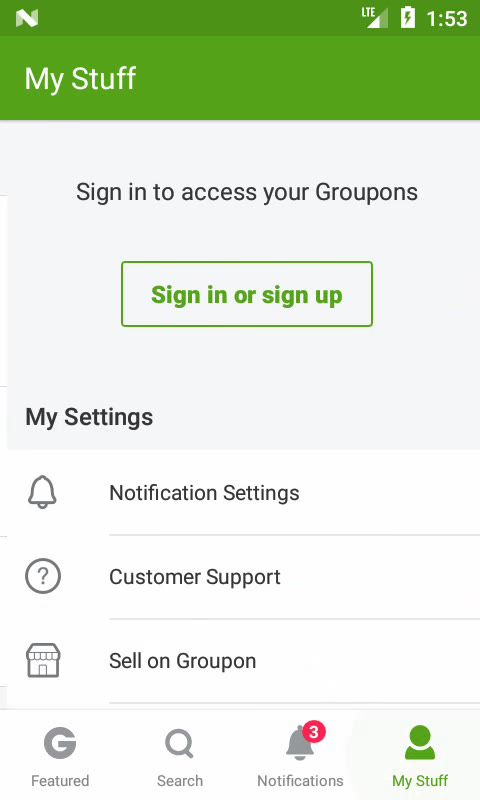 LTE 1:53
My Stuff
Sign in to access your Groupons
Sign in or sign up
My Settings
Notification Settings
? Customer Support
Sell on Groupon
G 3
Featured Search Notifications My Stuff